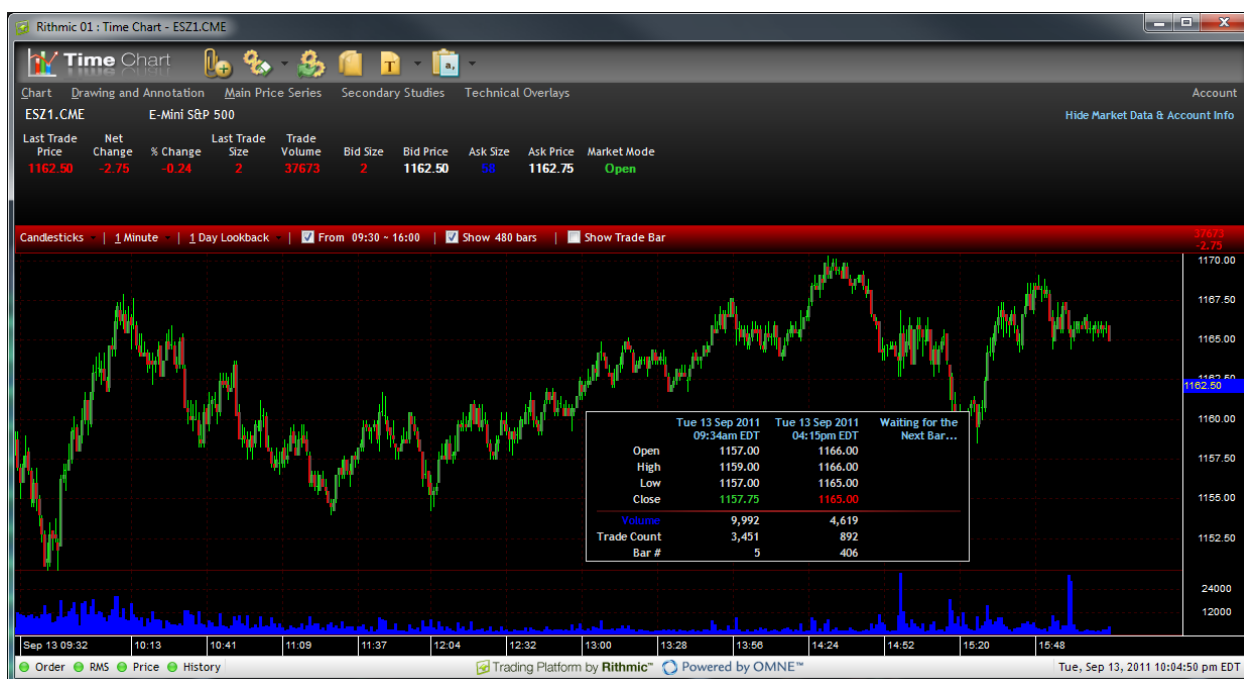 Rithmic 01 : Time Chart - ESZ1.CME
Time Chart
Chart Drawing and Annotation Main Price Series Secondary Studies Technical Overlays Account
ESZ1.CME E-Mini S&P 500 Hide Market Data & Account Info
Last Trade Net Last Trade Trade
Price Change % Change Size Volume Bid Size Bid Price Ask Size Ask Price Market Mode
1162.50 -2.75 -0.24 2 37673 2 1162.50 58 1162.75 Open
Candlesticks | 1 Minute | 1 Day Lookback | From 09:30 ~ 16:00 | Show 480 bars | Show Trade Bar 37673
-2.75
1170.00
1167.50
1165.00
1162.50
1162.50
1160.00
1157.50
1155.00
1152.50
Tue 13 Sep 2011 Tue 13 Sep 2011 Waiting for the
09:34am EDT 04:15pm EDT Next Bar...
Open 1157.00 1166.00
High 1159.00 1166.00
Low 1157.00 1165.00
Close 1157.75 1165.00
Volume 9,992 4,619
Trade Count 3,451 892
Bar # 5 406
24000
12000
Sep 13 09:32 10:13 10:41 11:09 11:37 12:04 12:32 13:00 13:28 13:56 14:24 14:52 15:20 15:48
Order RMS Price History Trading Platform by Rithmic™ Powered by OMNE™ Tue, Sep 13, 2011 10:04:50 pm EDT